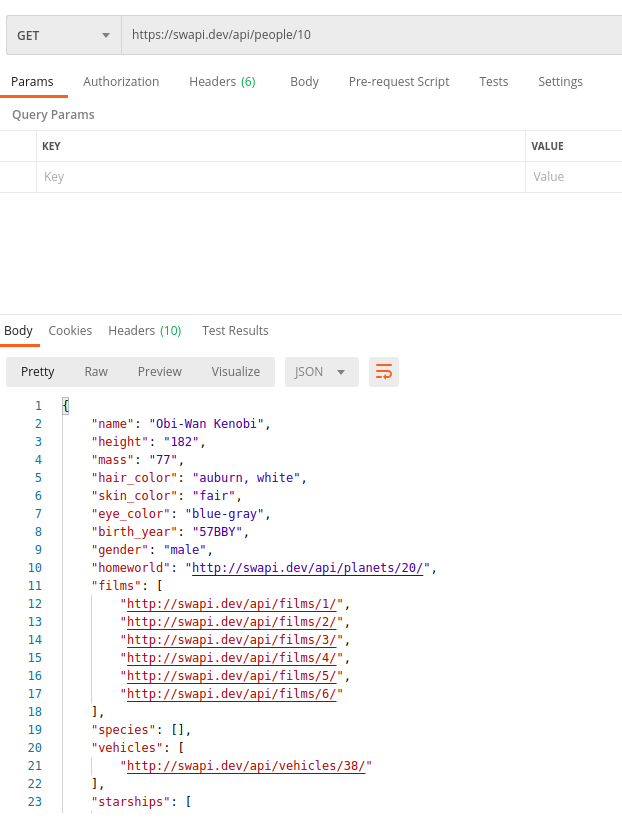 GET https://swapi.dev/api/people/10
Params Authorization Headers (6) Body Pre-request Script Tests Settings
Query Params
KEY VALUE
Key Value
Body Cookies Headers (10) Test Results
Pretty Raw Preview Visualize JSON
1 {
2 "name": "Obi-Wan Kenobi",
3 "height": "182",
4 "mass": "77",
5 "hair_color": "auburn, white",
6 "skin_color": "fair",
7 "eye_color": "blue-gray",
8 "birth_year": "57BBY",
9 "gender": "male",
10 "homeworld": "http://swapi.dev/api/planets/20/",
11 "films": [
12 "http://swapi.dev/api/films/1/",
13 "http://swapi.dev/api/films/2/",
14 "http://swapi.dev/api/films/3/",
15 "http://swapi.dev/api/films/4/",
16 "http://swapi.dev/api/films/5/",
17 "http://swapi.dev/api/films/6/"
18 ],
19 "species": [],
20 "vehicles": [
21 "http://swapi.dev/api/vehicles/38/"
22 ],
23 "starships": [